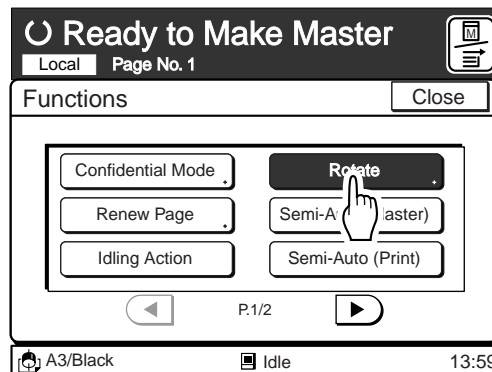 Ready to Make Master
Local Page No. 1
M
Functions Close
Confidential Mode Rotate
Renew Page Semi-A aster)
Idling Action Semi-Auto (Print)
P.1/2
A3/Black Idle 13:59